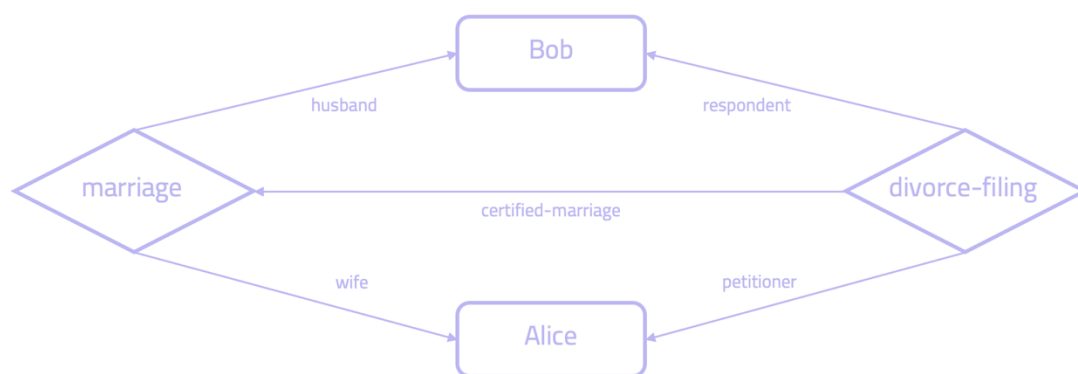 Bob
husband
respondent
marriage
divorce-filing
certified-marriage
wife
petitioner
Alice